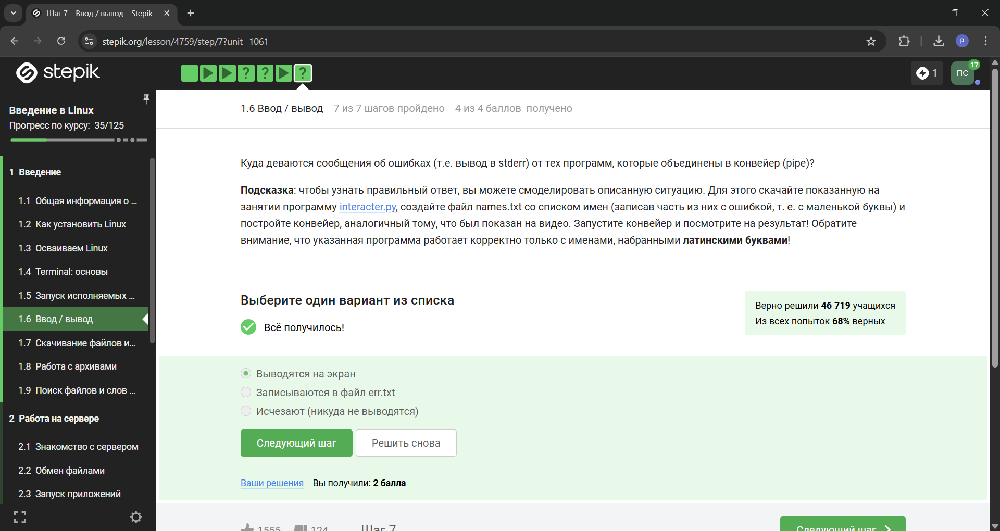 Шаг 7 – Ввод / вывод – Stepik
stepik.org/lesson/4759/step/7?unit=1061
P
stepik
? ? ?
1
ПС
17
Введение в Linux
Прогресс по курсу: 35/125
1 Введение
1.1 Общая информация о ...
1.2 Как установить Linux
1.3 Осваиваем Linux
1.4 Terminal: основы
1.5 Запуск исполняемых ...
1.6 Ввод / вывод
1.7 Скачивание файлов и...
1.8 Работа с архивами
1.9 Поиск файлов и слов ...
2 Работа на сервере
2.1 Знакомство с сервером
2.2 Обмен файлами
2.3 Запуск приложений
1.6 Ввод / вывод 7 из 7 шагов пройдено 4 из 4 баллов получено
Куда деваются сообщения об ошибках (т.е. вывод в stderr) от тех программ, которые объединены в конвейер (pipe)?
Подсказка: чтобы узнать правильный ответ, вы можете смоделировать описанную ситуацию. Для этого скачайте показанную на
занятии программу interacter.py, создайте файл names.txt со списком имен (записав часть из них с ошибкой, т. е. с маленькой буквы) и
постройте конвейер, аналогичный тому, что был показан на видео. Запустите конвейер и посмотрите на результат! Обратите
внимание, что указанная программа работает корректно только с именами, набранными латинскими буквами!
Выберите один вариант из списка
Всё получилось!
Верно решили 46 719 учащихся
Из всех попыток 68% верных
Выводятся на экран
Записываются в файл err.txt
Исчезают (никуда не выводятся)
Следующий шаг
Решить снова
Ваши решения Вы получили: 2 балла
1555 124 Шаг 7
Следующий шаг